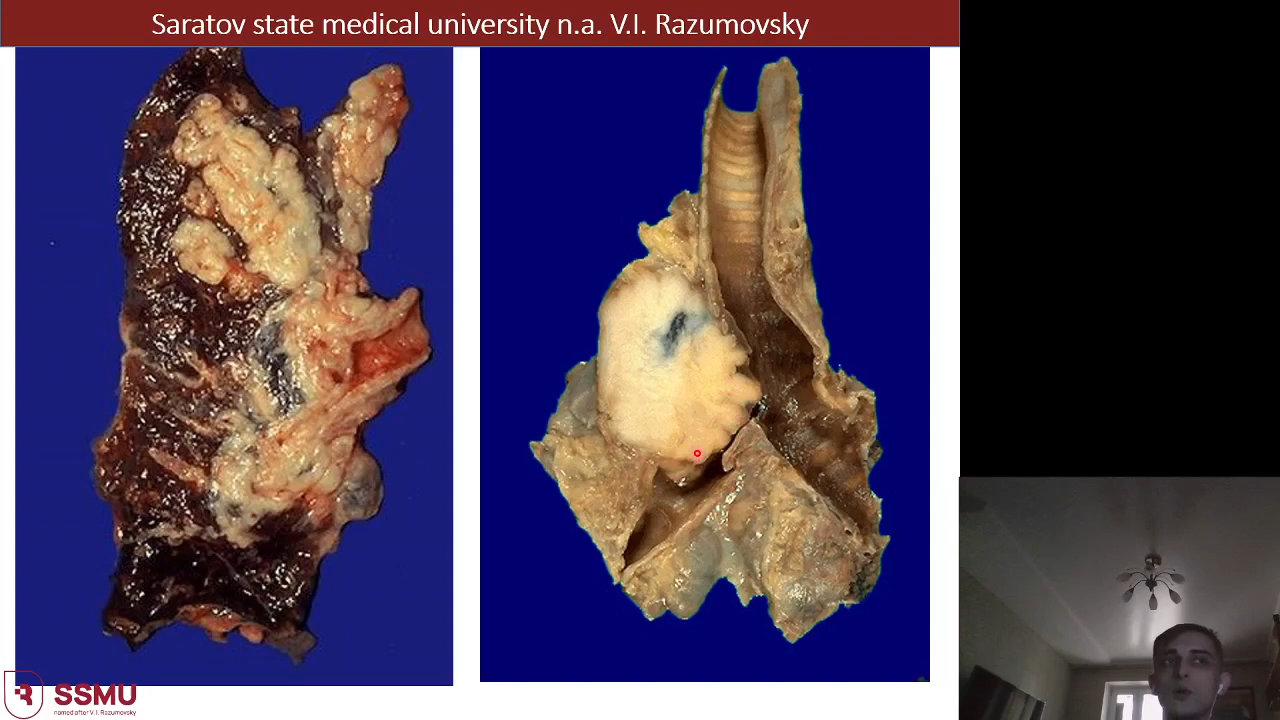 Saratov state medical university n.a. V.I. Razumovsky
SSMU
named after V. I. Razumovsky